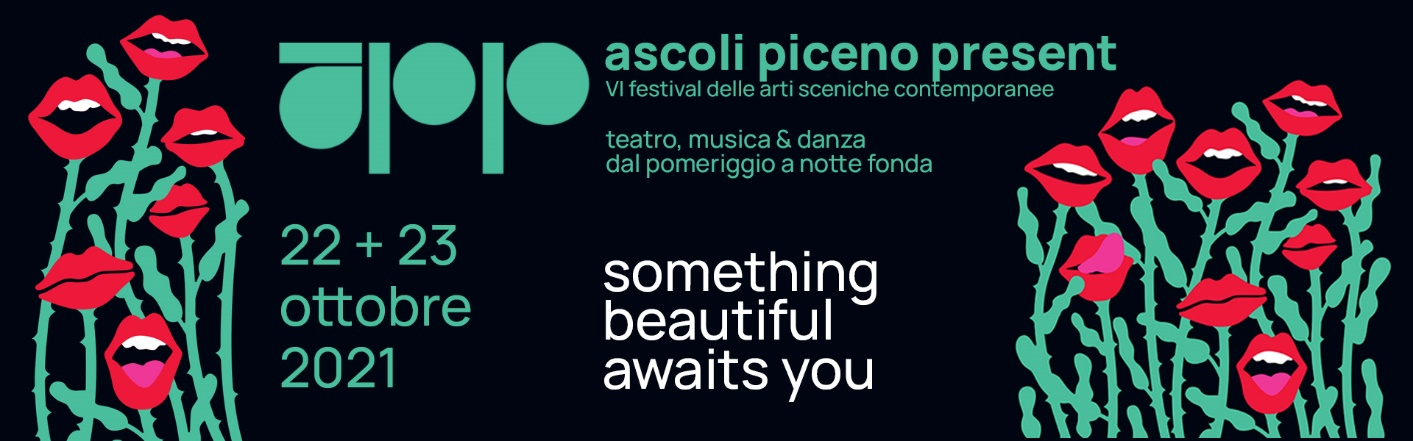 app
ascoli piceno present
VI festival delle arti sceniche contemporanee
teatro, musica & danza
dal pomeriggio a notte fonda
22 + 23
ottobre
2021
something
beautiful
awaits you